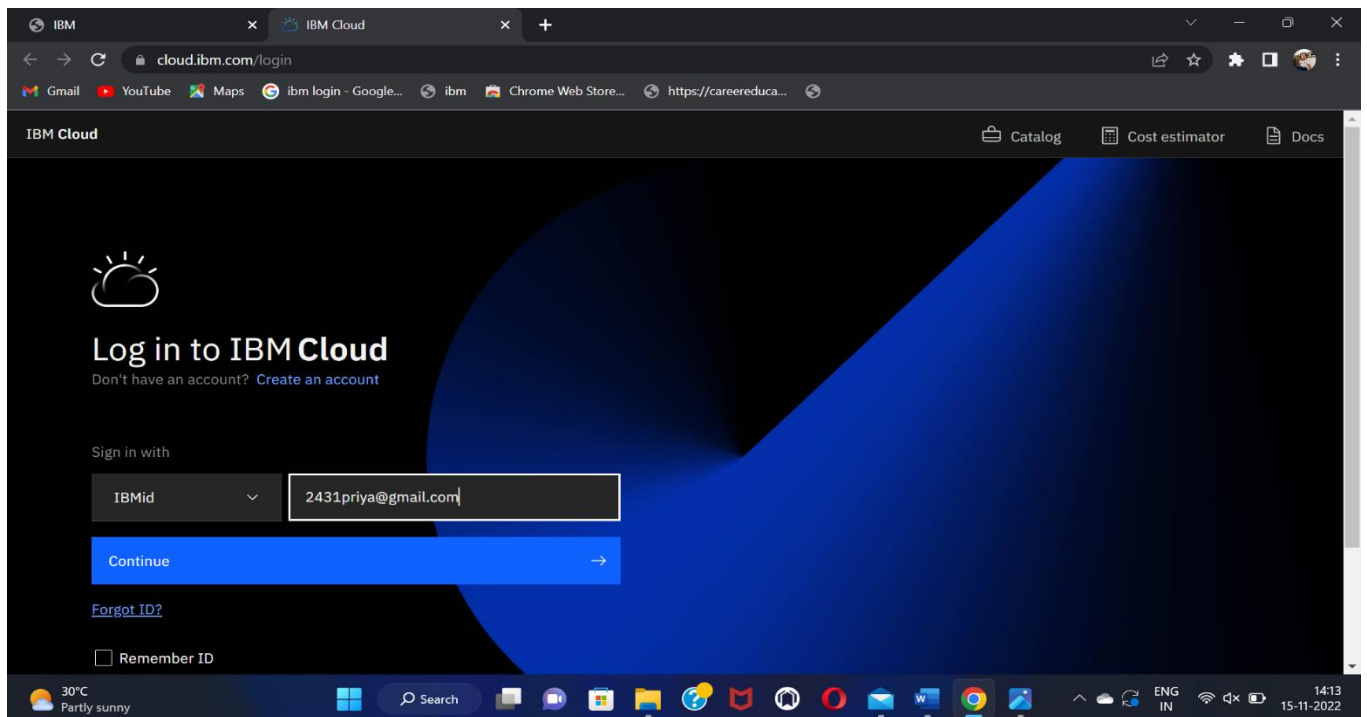 IBM
IBM Cloud
cloud.ibm.com/login
Gmail YouTube Maps ibm login - Google... ibm Chrome Web Store... https://careereduca...
IBM Cloud Catalog Cost estimator Docs
Log in to IBM Cloud
Don't have an account? Create an account
Sign in with
IBMid 2431priya@gmail.com
Continue
Forgot ID?
Remember ID
30°C
Partly sunny
Search
ENG
IN
14:13
15-11-2022